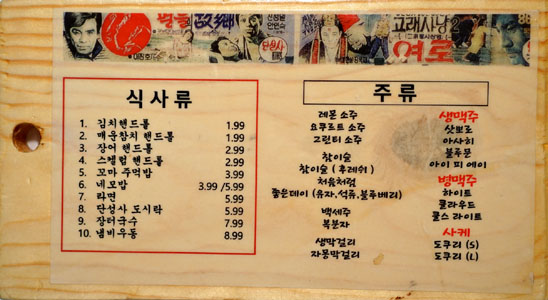 별들
故鄕
고래사냥 2
여로
식사류
1. 김치핸드롤 1.99
2. 매운참치 핸드롤 2.99
3. 장어 핸드롤 2.99
4. 스펨럽 핸드롤 2.99
5. 꼬마 주먹밥 3.99
6. 네모밥 3.99 /5.99
7. 라면 5.99
8. 단성사 도시락 5.99
9. 장터국수 7.99
10. 냄비우동 8.99
주류
레몬 소주
요쿠르트 소주
그린티 소주
참이슬
참이슬 ( 후레쉬 )
처음처럼
좋은데이 (유자,석류,블루베리)
백세주
복분자
생막걸리
자몽막걸리
생맥주
삿뽀로
아사히
블루문
아이 피 에이
병맥주
하이트
클라우드
쿨스 라이트
사케
도쿠리 (S)
도쿠리 (L)